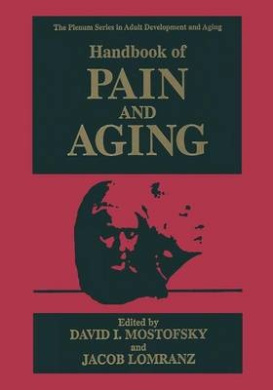 The Plenum Series in Adult Development and Aging
Handbook of
PAIN
AND
AGING
Edited by
DAVID I. MOSTOFSKY
and
JACOB LOMRANZ